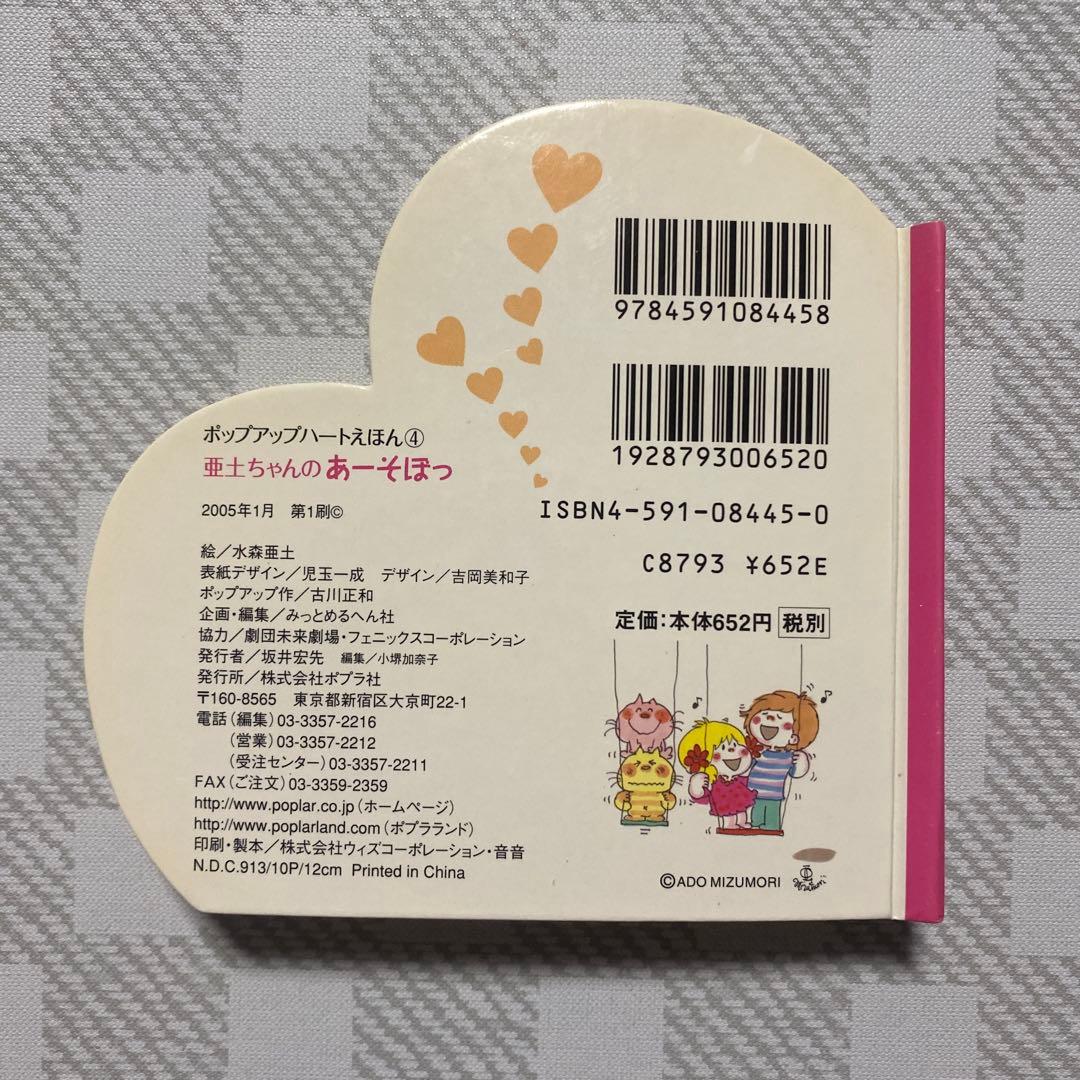 9784591084458
1928793006520
ISBN4-591-08445-0
C8793 ¥652E
定価:本体652円 税別
ポップアップハートえほん④
亜土ちゃんの あーそぼっ
2005年1月 第1刷©
絵/水森亜土
表紙デザイン/児玉一成 デザイン/吉岡美和子
ポップアップ作/古川正和
企画・編集/みっとめるへん社
協力/劇団未来劇場・フェニックスコーポレーション
発行者/坂井宏先 編集/小堺加奈子
発行所/株式会社ポプラ社
〒160-8565 東京都新宿区大京町22-1
電話(編集)03-3357-2216
(営業)03-3357-2212
(受注センター)03-3357-2211
FAX(ご注文)03-3359-2359
http://www.poplar.co.jp(ホームページ)
http://www.poplarland.com(ポプラランド)
印刷・製本/株式会社ウィズコーポレーション・音音
N.D.C.913/10P/12cm Printed in China
©ADO MIZUMORI